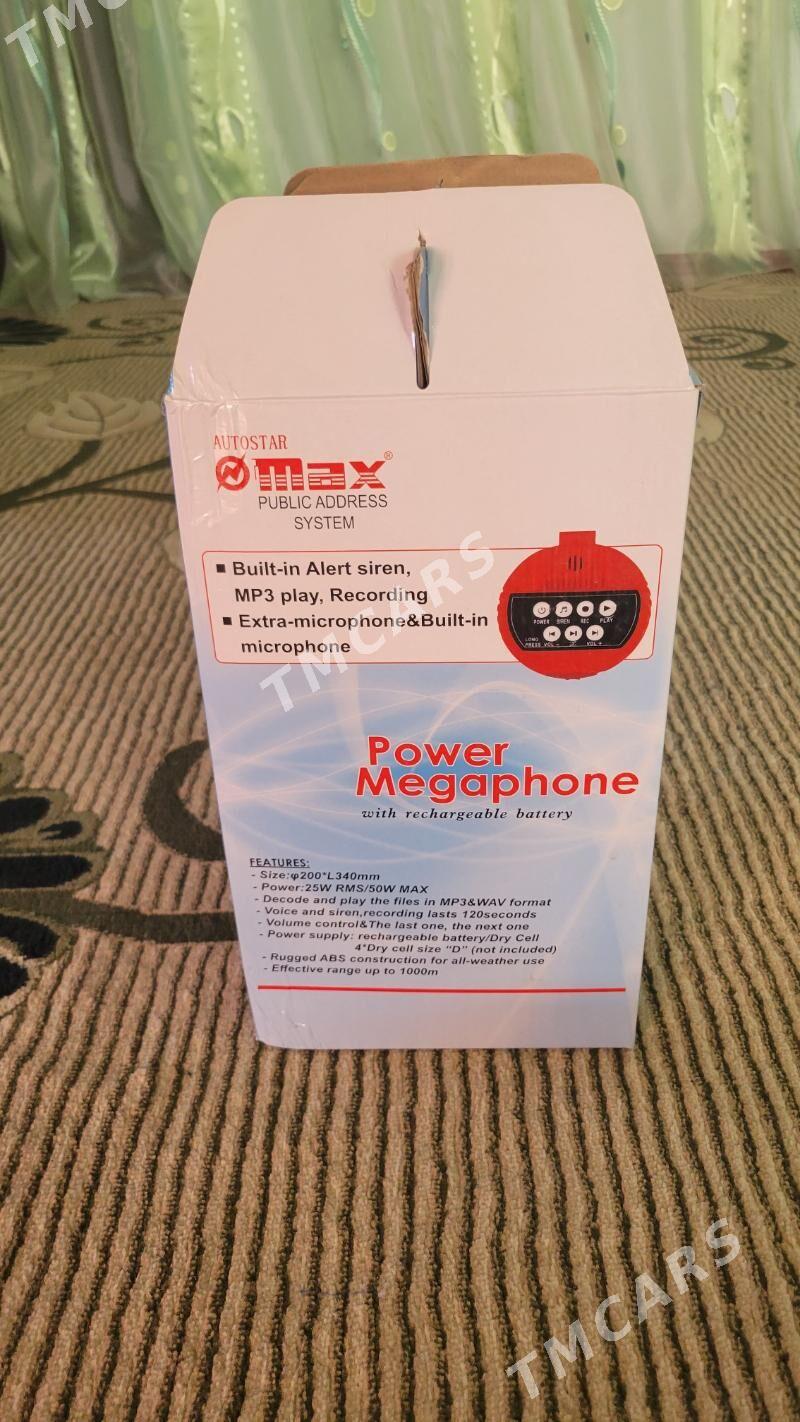 AUTOSTAR
max®
PUBLIC ADDRESS
SYSTEM
▪ Built-in Alert siren,
MP3 play, Recording
▪ Extra-microphone&Built-in
microphone
POWER SIREN REC PLAY
LONG
PRESS VOL - VOL +
Power
Megaphone
with rechargeable battery
FEATURES:
- Size:φ200*L340mm
- Power:25W RMS/50W MAX
- Decode and play the files in MP3&WAV format
- Voice and siren,recording lasts 120seconds
- Volume control&The last one, the next one
- Power supply: rechargeable battery/Dry Cell
4*Dry cell size "D" (not included)
- Rugged ABS construction for all-weather use
- Effective range up to 1000m
TMCARS
TMCARS